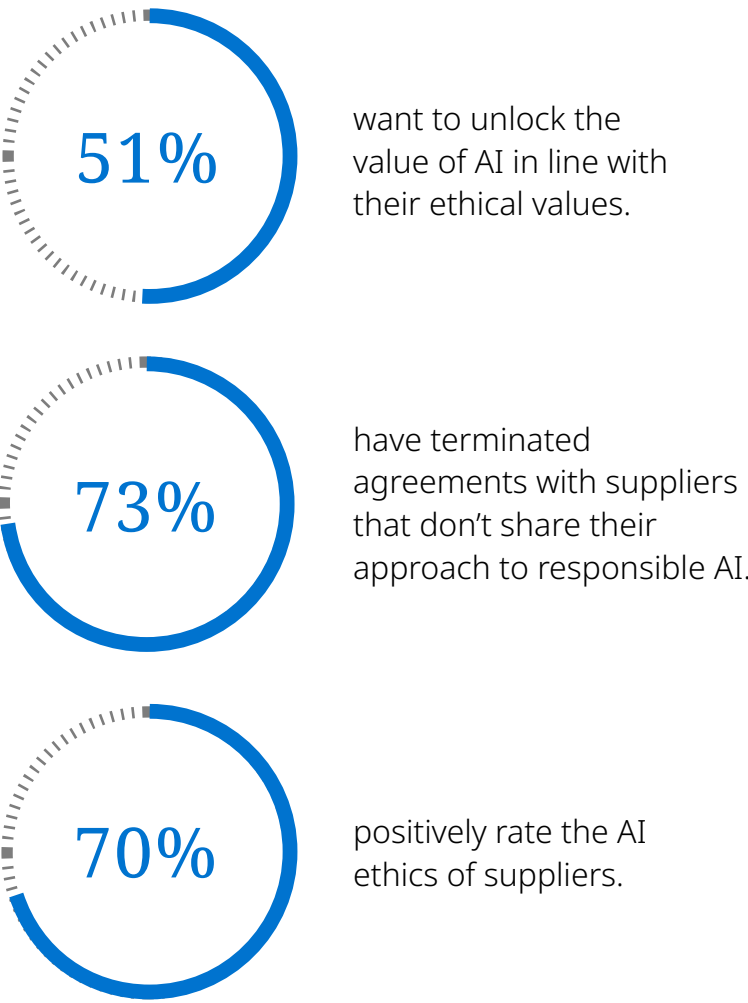 51%
want to unlock the
value of AI in line with
their ethical values.
73%
have terminated
agreements with suppliers
that don’t share their
approach to responsible AI.
70%
positively rate the AI
ethics of suppliers.